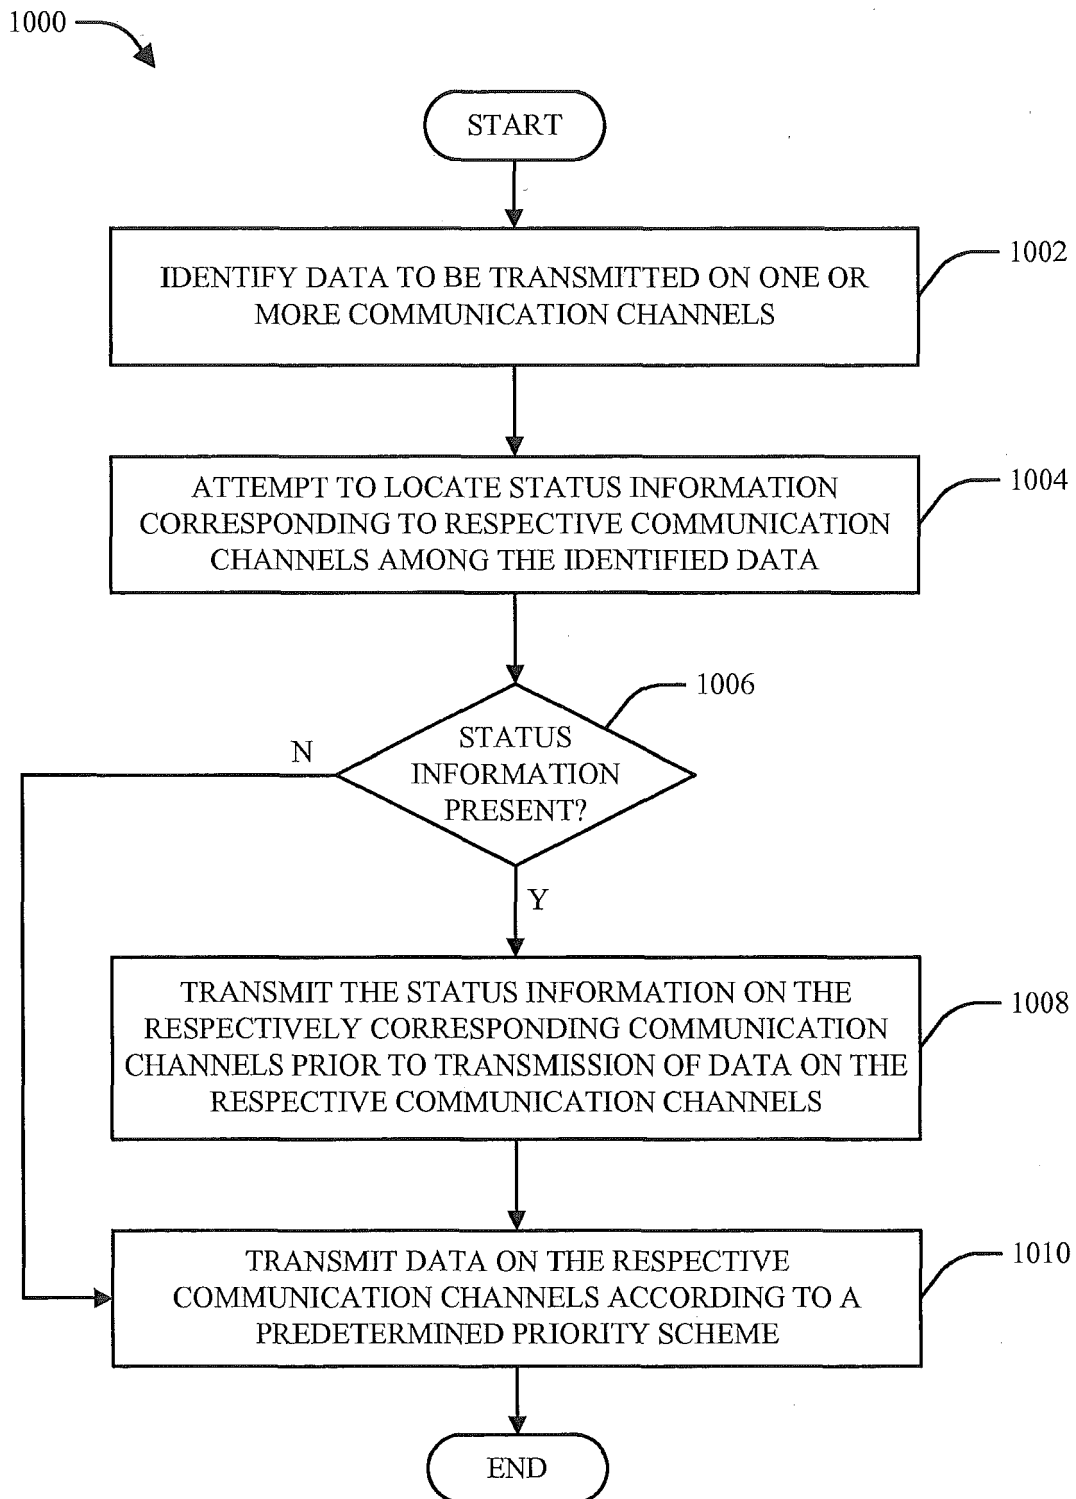 1000
START
1002
IDENTIFY DATA TO BE TRANSMITTED ON ONE OR
MORE COMMUNICATION CHANNELS
1004
ATTEMPT TO LOCATE STATUS INFORMATION
CORRESPONDING TO RESPECTIVE COMMUNICATION
CHANNELS AMONG THE IDENTIFIED DATA
1006
STATUS
INFORMATION
PRESENT?
N
Y
1008
TRANSMIT THE STATUS INFORMATION ON THE
RESPECTIVELY CORRESPONDING COMMUNICATION
CHANNELS PRIOR TO TRANSMISSION OF DATA ON THE
RESPECTIVE COMMUNICATION CHANNELS
1010
TRANSMIT DATA ON THE RESPECTIVE
COMMUNICATION CHANNELS ACCORDING TO A
PREDETERMINED PRIORITY SCHEME
END